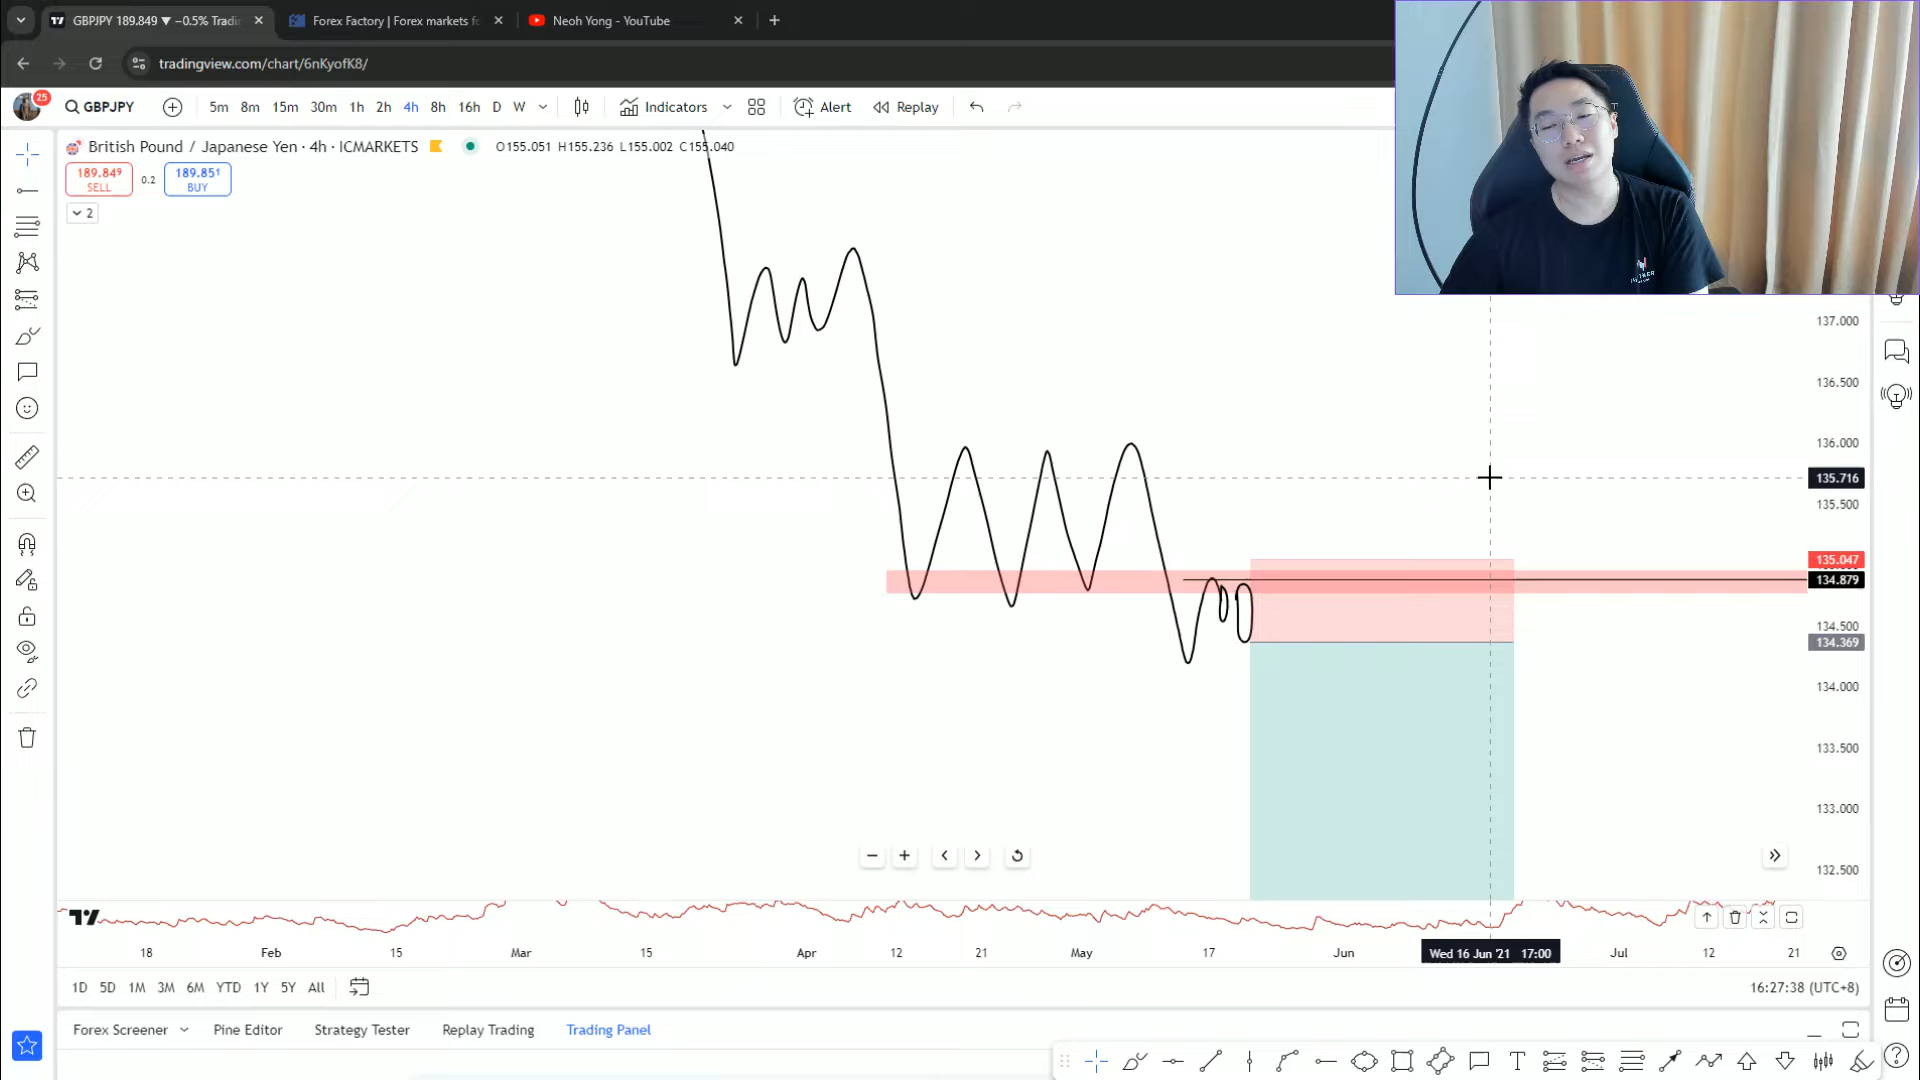 GBPJPY 189.849 ▼ −0.5% Tradi
Forex Factory | Forex markets fo
Neoh Yong - YouTube
tradingview.com/chart/6nKyofK8/
25
GBPJPY
5m 8m 15m 30m 1h 2h 4h 8h 16h D W
Indicators
Alert
Replay
British Pound / Japanese Yen · 4h · ICMARKETS
O155.051 H155.236 L155.002 C155.040
189.849
SELL
0.2
189.851
BUY
2
137.000
136.500
136.000
135.716
135.500
135.047
134.879
134.500
134.369
134.000
133.500
133.000
132.500
18 Feb 15 Mar 15 Apr 12 21 May 17 Jun Wed 16 Jun '21 17:00 Jul 12 21
1D 5D 1M 3M 6M YTD 1Y 5Y All
16:27:38 (UTC+8)
Forex Screener
Pine Editor
Strategy Tester
Replay Trading
Trading Panel